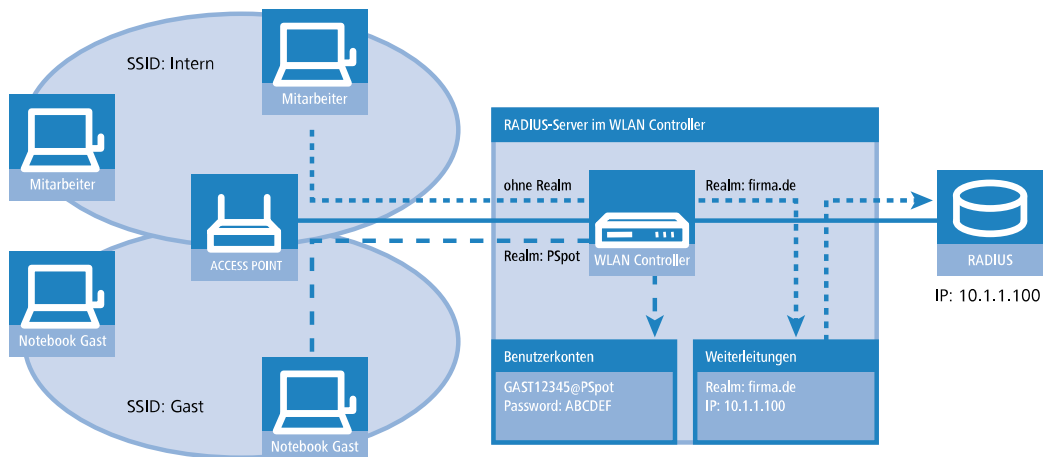 SSID: Intern
Mitarbeiter
Mitarbeiter
ACCESS POINT
Notebook Gast
SSID: Gast
Notebook Gast
RADIUS-Server im WLAN Controller
ohne Realm
Realm: firma.de
Realm: PSpot
WLAN Controller
Benutzerkonten
GAST12345@PSpot
Password: ABCDEF
Weiterleitungen
Realm: firma.de
IP: 10.1.1.100
RADIUS
IP: 10.1.1.100